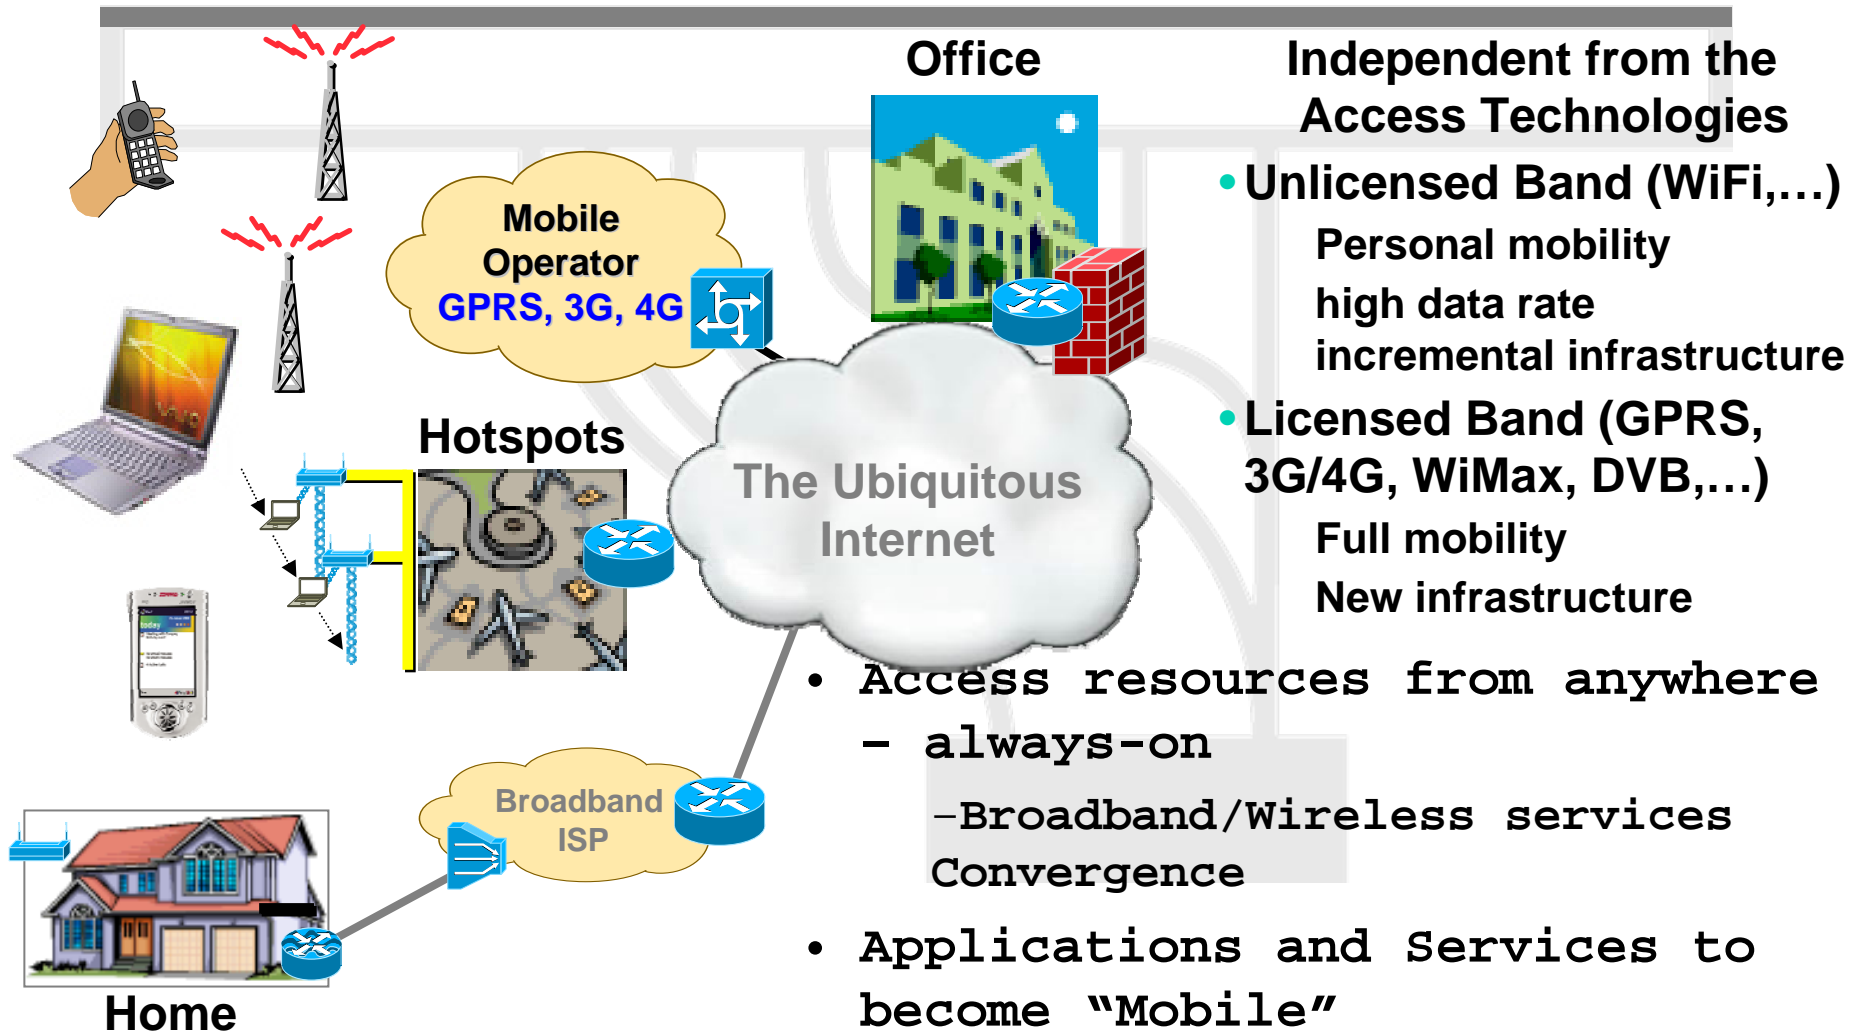 Office
Independent from the
Access Technologies
•Unlicensed Band (WiFi,...)
Personal mobility
high data rate
incremental infrastructure
•Licensed Band (GPRS,
3G/4G, WiMax, DVB,...)
Full mobility
New infrastructure
Mobile
Operator
GPRS, 3G, 4G
Hotspots
The Ubiquitous
Internet
today
Broadband
ISP
Home
• Access resources from anywhere
– always-on
–Broadband/Wireless services
Convergence
• Applications and Services to
become “Mobile”